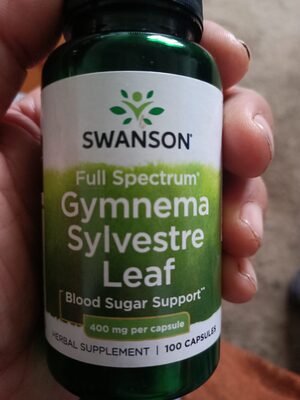 SWANSON®
Full Spectrum*
Gymnema
Sylvestre
Leaf
Blood Sugar Support**
400 mg per capsule
HERBAL SUPPLEMENT | 100 CAPSULES